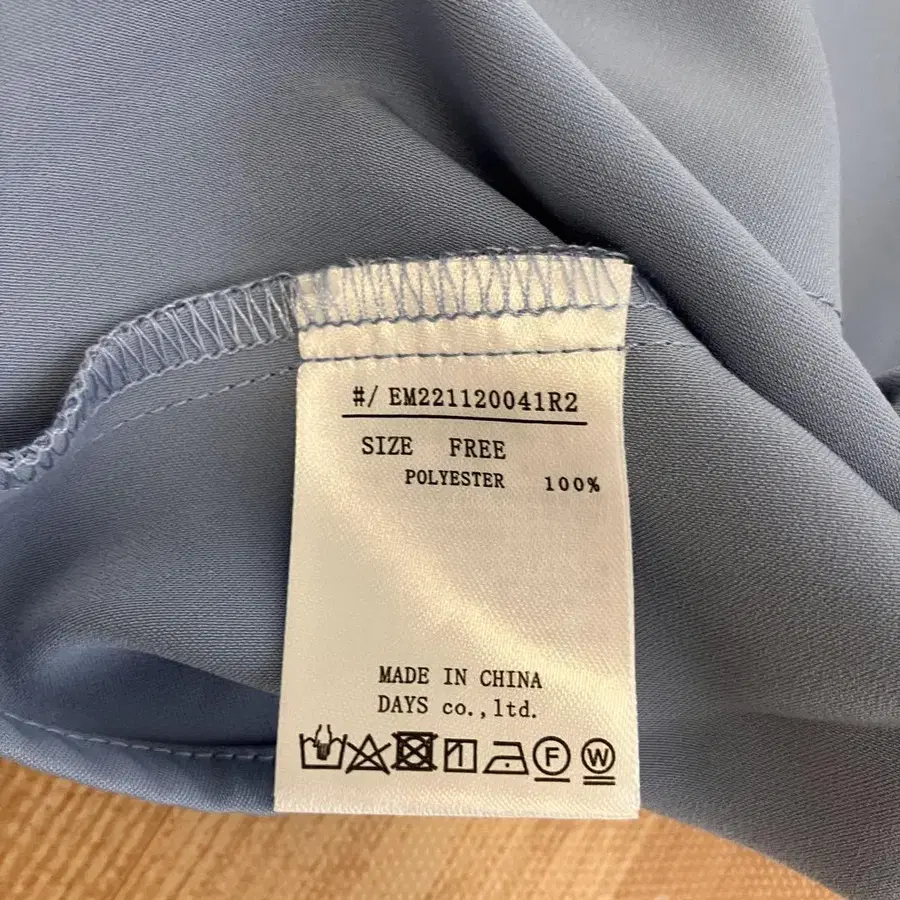 #/ EM221120041R2
SIZE FREE
POLYESTER 100%
MADE IN CHINA
DAYS co.,ltd.
F W